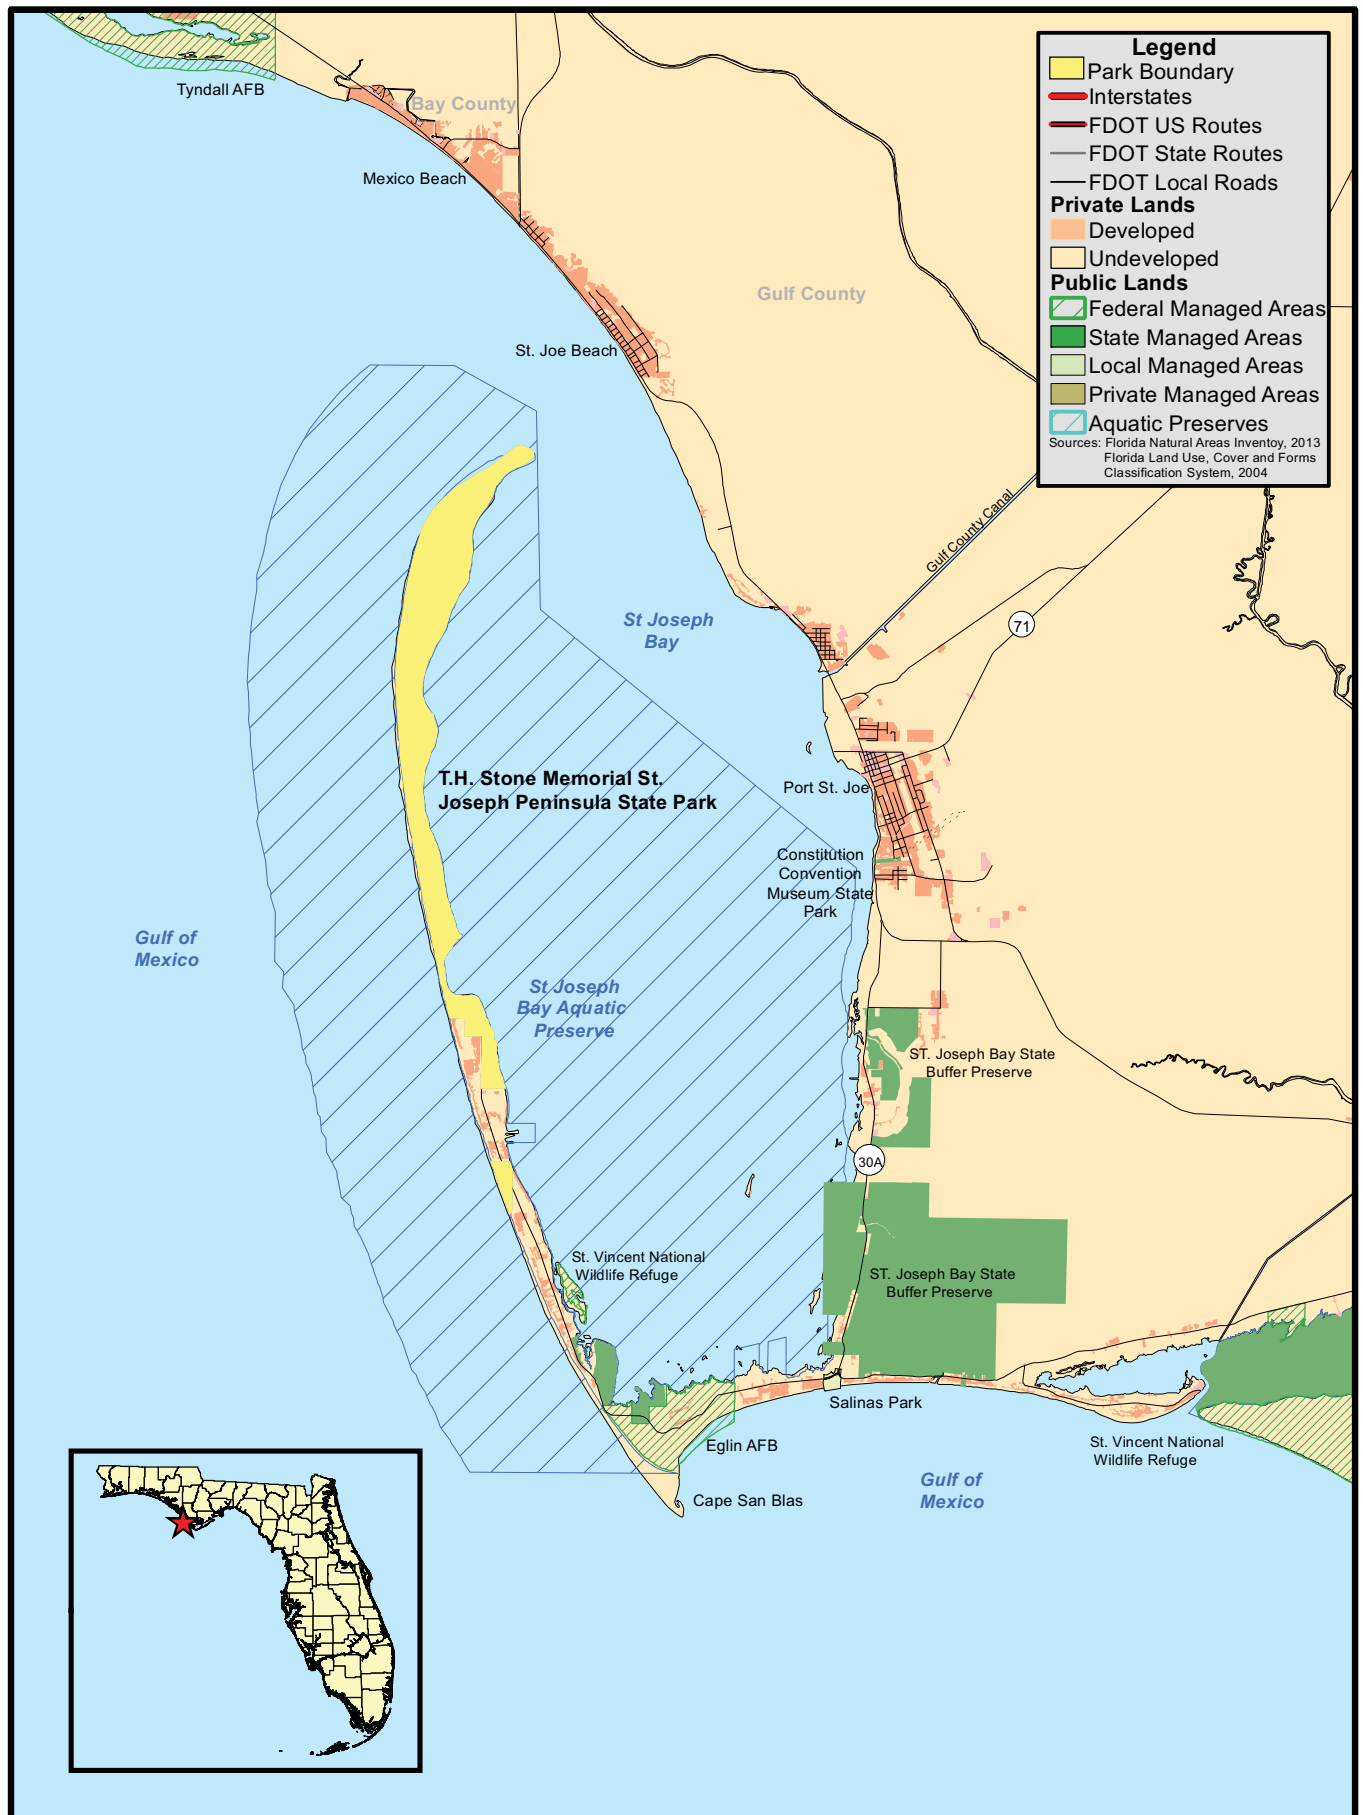 Legend
Park Boundary
Interstates
FDOT US Routes
FDOT State Routes
FDOT Local Roads
Private Lands
Developed
Undeveloped
Public Lands
Federal Managed Areas
State Managed Areas
Local Managed Areas
Private Managed Areas
Aquatic Preserves
Sources: Florida Natural Areas Inventoy, 2013
Florida Land Use, Cover and Forms
Classification System, 2004
Tyndall AFB
Bay County
Mexico Beach
Gulf County
St. Joe Beach
Gulf County Canal
St Joseph
Bay
71
T.H. Stone Memorial St.
Joseph Peninsula State Park
Port St. Joe
Constitution
Convention
Museum State
Park
Gulf of
Mexico
St Joseph
Bay Aquatic
Preserve
ST. Joseph Bay State
Buffer Preserve
30A
St. Vincent National
Wildlife Refuge
ST. Joseph Bay State
Buffer Preserve
Salinas Park
Eglin AFB
St. Vincent National
Wildlife Refuge
Gulf of
Mexico
Cape San Blas